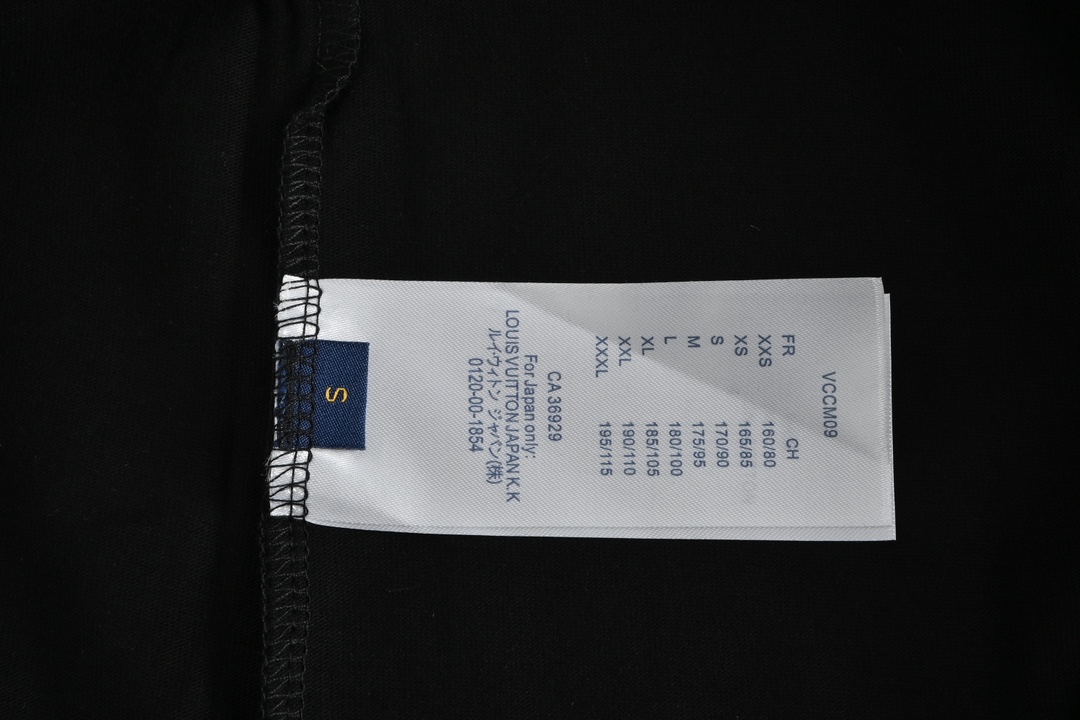 VCCM09
FR CH
XXS 160/80
XS 165/85
S 170/90
M 175/95
L 180/100
XL 185/105
XXL 190/110
XXXL 195/115
CA 36929
For Japan only:
LOUIS VUITTON JAPAN K.K
ルイ・ヴィトン ジャパン(株)
0120-00-1854
S